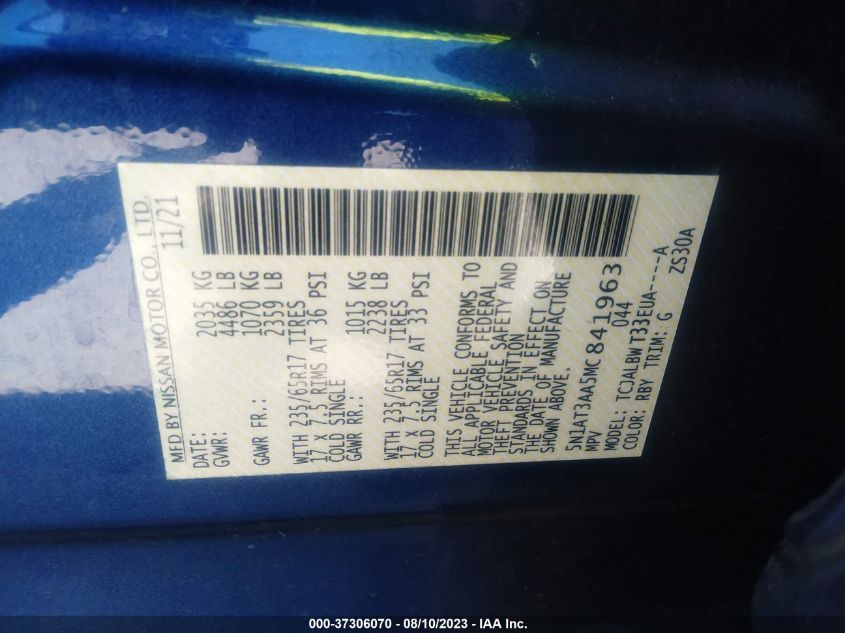 MFD BY NISSAN MOTOR CO., LTD.
DATE: 11/21
GVWR: 2035 KG
4486 LB
GAWR FR.: 1070 KG
2359 LB
WITH 235/65R17 TIRES
17 X 7.5 RIMS AT 36 PSI
COLD SINGLE
GAWR RR.: 1015 KG
2238 LB
WITH 235/65R17 TIRES
17 X 7.5 RIMS AT 33 PSI
COLD SINGLE
THIS VEHICLE CONFORMS TO
ALL APPLICABLE FEDERAL
MOTOR VEHICLE SAFETY AND
THEFT PREVENTION
STANDARDS IN EFFECT ON
THE DATE OF MANUFACTURE
SHOWN ABOVE.
5N1AT3AA5MC841963
MPV 044
MODEL: TCJALBWT33EUA-----A
COLOR: RBY TRIM: G ZS30A
000-37306070 - 08/10/2023 - IAA Inc.